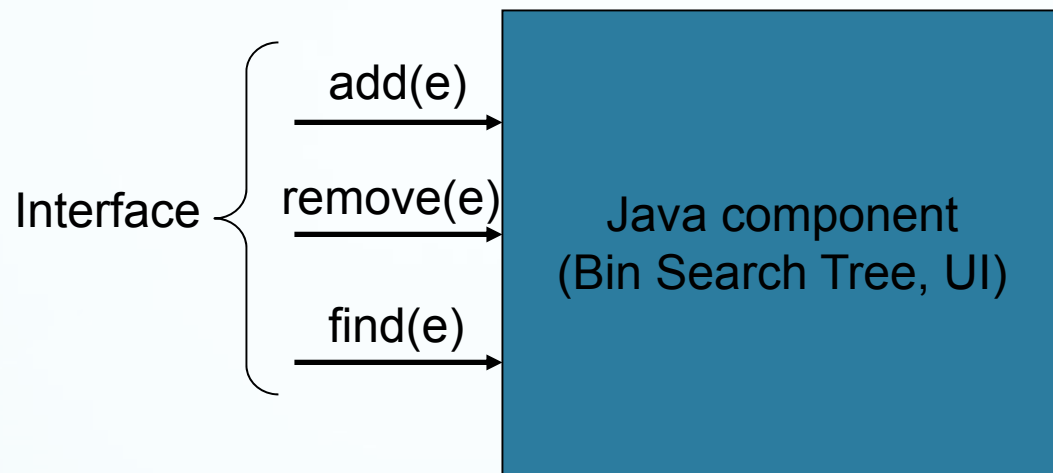 Interface
add(e)
remove(e)
find(e)
Java component
(Bin Search Tree, UI)